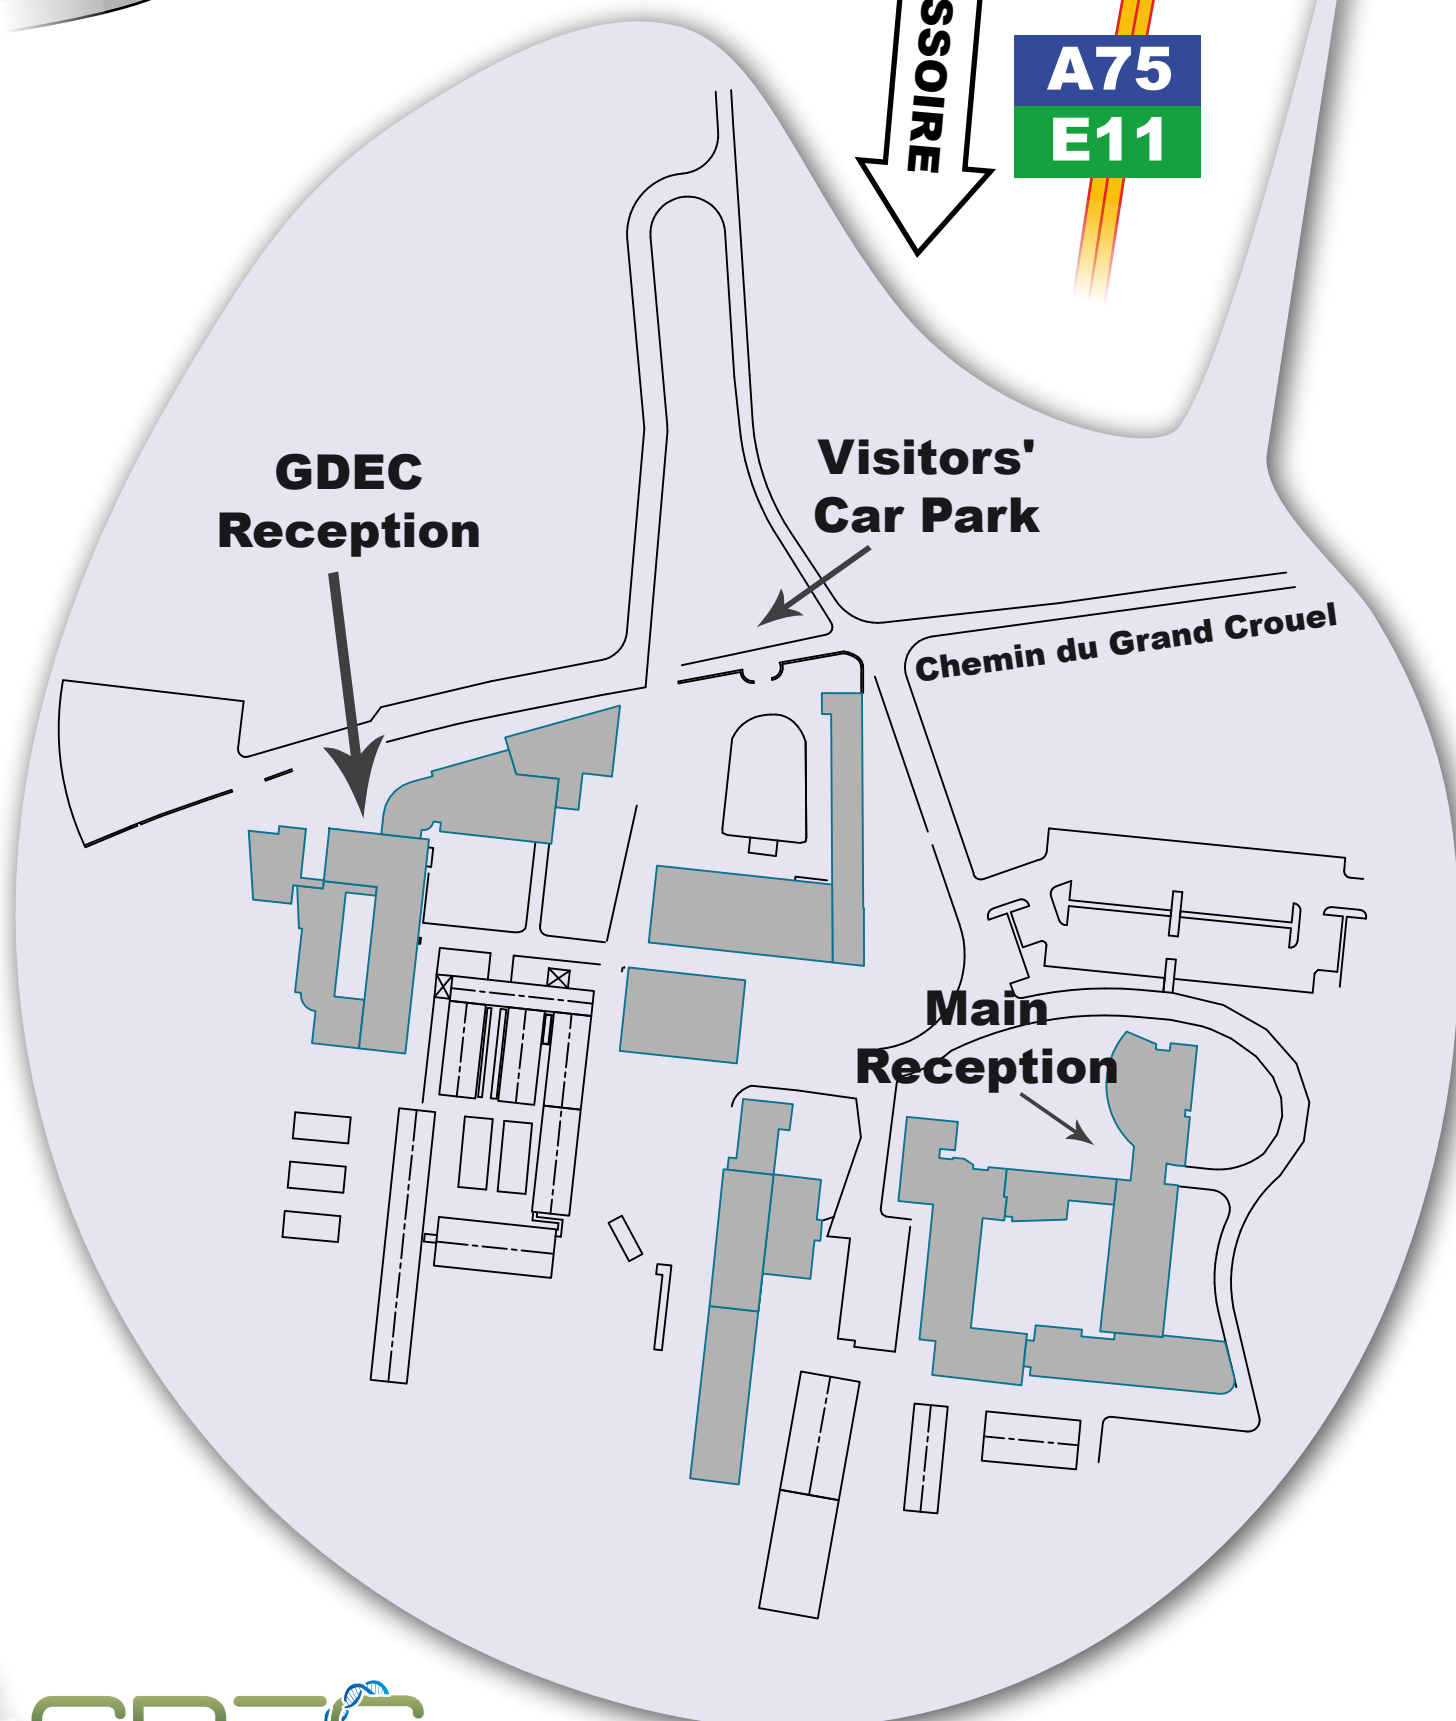 SSOIRE
A75
E11
GDEC
Reception
Visitors'
Car Park
Chemin du Grand Crouel
Main
Reception